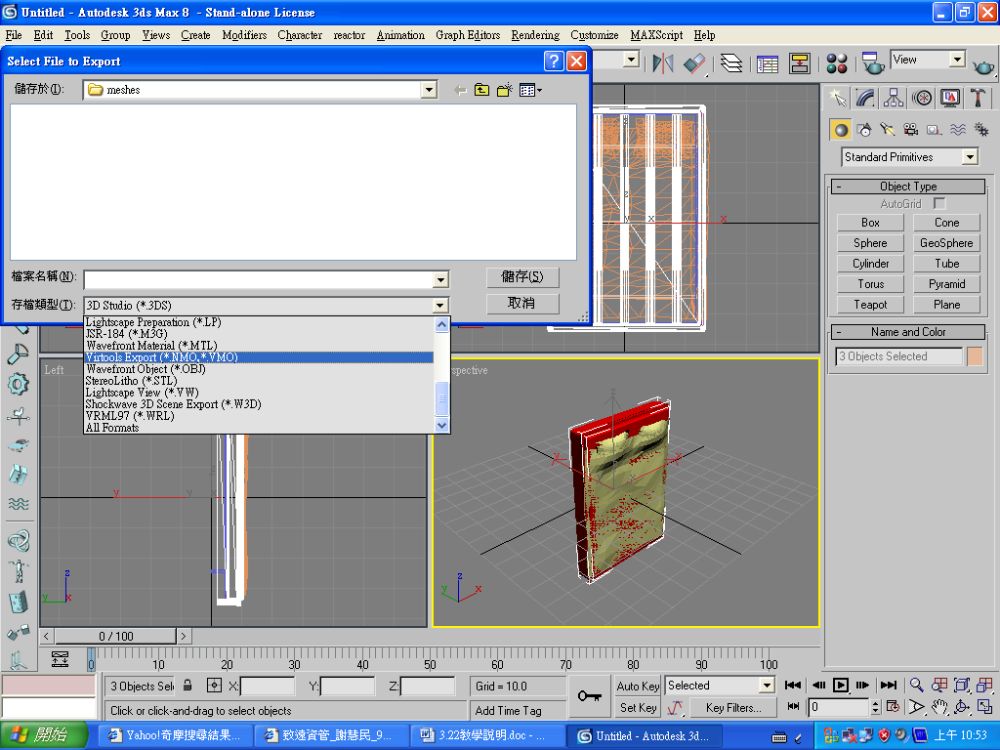 Untitled - Autodesk 3ds Max 8 - Stand-alone License
File Edit Tools Group Views Create Modifiers Character reactor Animation Graph Editors Rendering Customize MAXScript Help
Select File to Export
儲存於(I):
meshes
View
檔案名稱(N):
儲存(S)
存檔類型(T):
3D Studio (*.3DS)
取消
Lightscape Preparation (*.LP)
JSR-184 (*.M3G)
Wavefront Material (*.MTL)
Virtools Export (*.NMO,*.VMO)
Wavefront Object (*.OBJ)
StereoLitho (*.STL)
Lightscape View (*.VW)
Shockwave 3D Scene Export (*.W3D)
VRML97 (*.WRL)
All Formats
Standard Primitives
- Object Type
AutoGrid
Box Cone
Sphere GeoSphere
Cylinder Tube
Torus Pyramid
Teapot Plane
- Name and Color
3 Objects Selected
Left
spective
z
x
y
x
x
z
y
y
x
z
y
x
z
y
x
z
y
x
< 0 / 100 >
0 10 20 30 40 50 60 70 80 90 100
3 Objects Sel
X:
Y:
Z:
Grid = 10.0
Auto Key
Selected
Click or click-and-drag to select objects
Add Time Tag
Set Key
Key Filters...
0
開始
Yahoo!奇摩搜尋結果...
致遠資管_謝慧民_9...
3.22教學說明.doc - ...
Untitled - Autodesk 3d...
上午 10:53